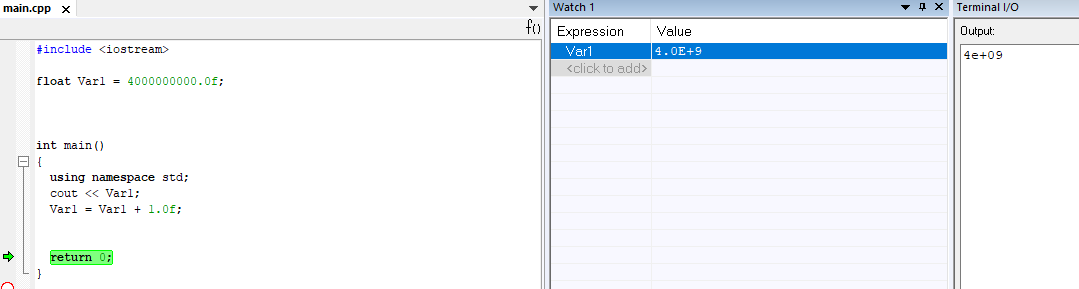 main.cpp x
Watch 1
Terminal I/O
f()
Expression Value
Output:
#include <iostream>
Var1 4.0E+9
4e+09
<click to add>
float Var1 = 4000000000.0f;
int main()
{
using namespace std;
cout << Var1;
Var1 = Var1 + 1.0f;
return 0;
}